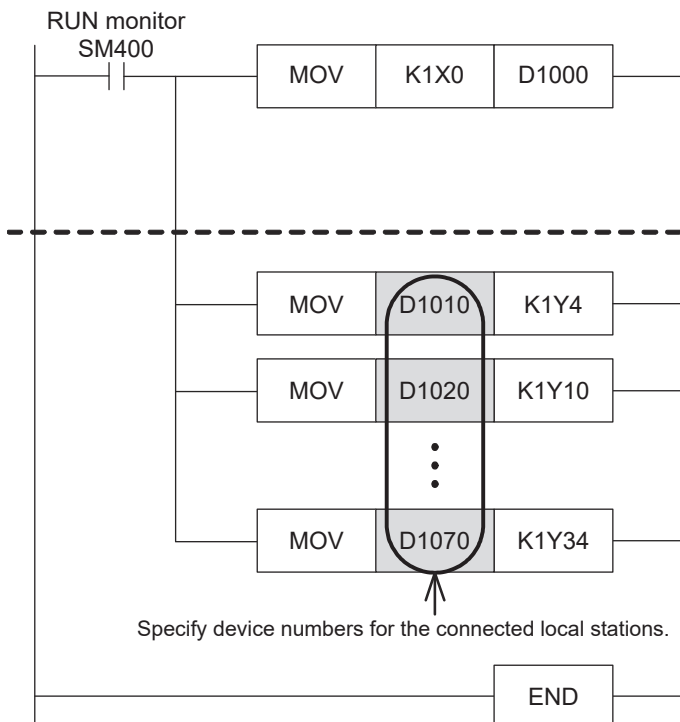 RUN monitor
SM400
MOV K1X0 D1000
MOV D1010 K1Y4
MOV D1020 K1Y10
MOV D1070 K1Y34
Specify device numbers for the connected local stations.
END